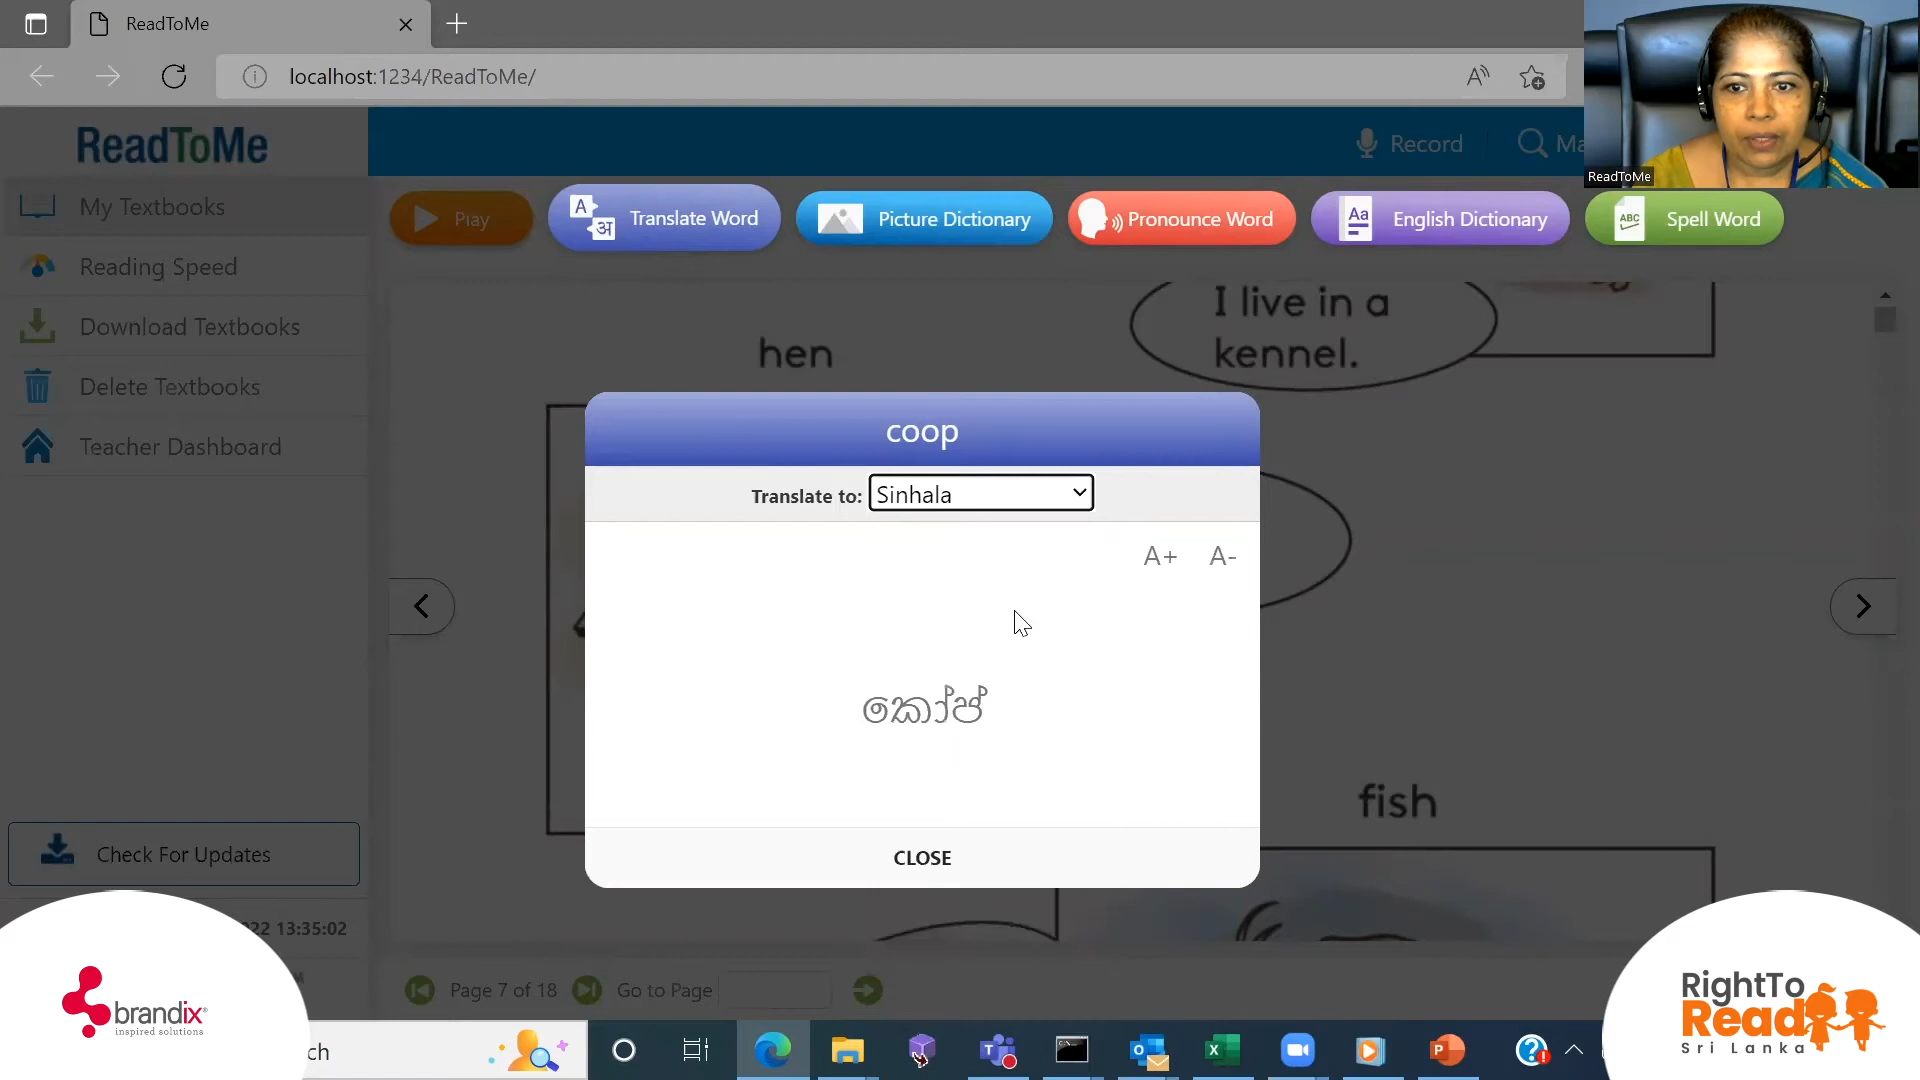 ReadToMe
localhost:1234/ReadToMe/
A
ReadToMe
Record
Ma
ReadToMe
My Textbooks
Reading Speed
Download Textbooks
Delete Textbooks
Teacher Dashboard
Play
Translate Word
Picture Dictionary
Pronounce Word
English Dictionary
Spell Word
hen
I live in a
kennel.
coop
Translate to: Sinhala
A+ A-
කෝප්
CLOSE
fish
Check For Updates
22 13:35:02
Page 7 of 18
Go to Page
brandix
inspired solutions
ch
RightTo
Read
Sri Lanka